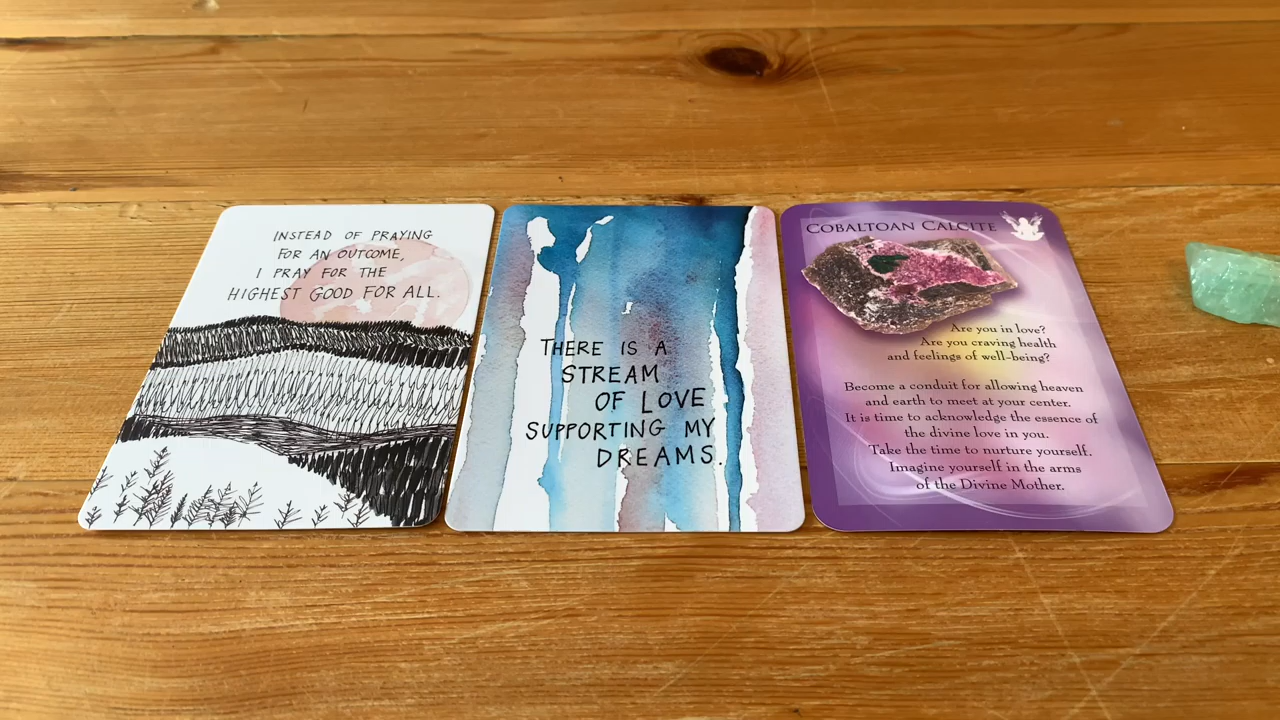 INSTEAD OF PRAYING
FOR AN OUTCOME,
I PRAY FOR THE
HIGHEST GOOD FOR ALL.
THERE IS A
STREAM
OF LOVE
SUPPORTING MY
DREAMS.
COBALTOAN CALCITE
Are you in love?
Are you craving health
and feelings of well-being?
Become a conduit for allowing heaven
and earth to meet at your center.
It is time to acknowledge the essence of
the divine love in you.
Take the time to nurture yourself.
Imagine yourself in the arms
of the Divine Mother.